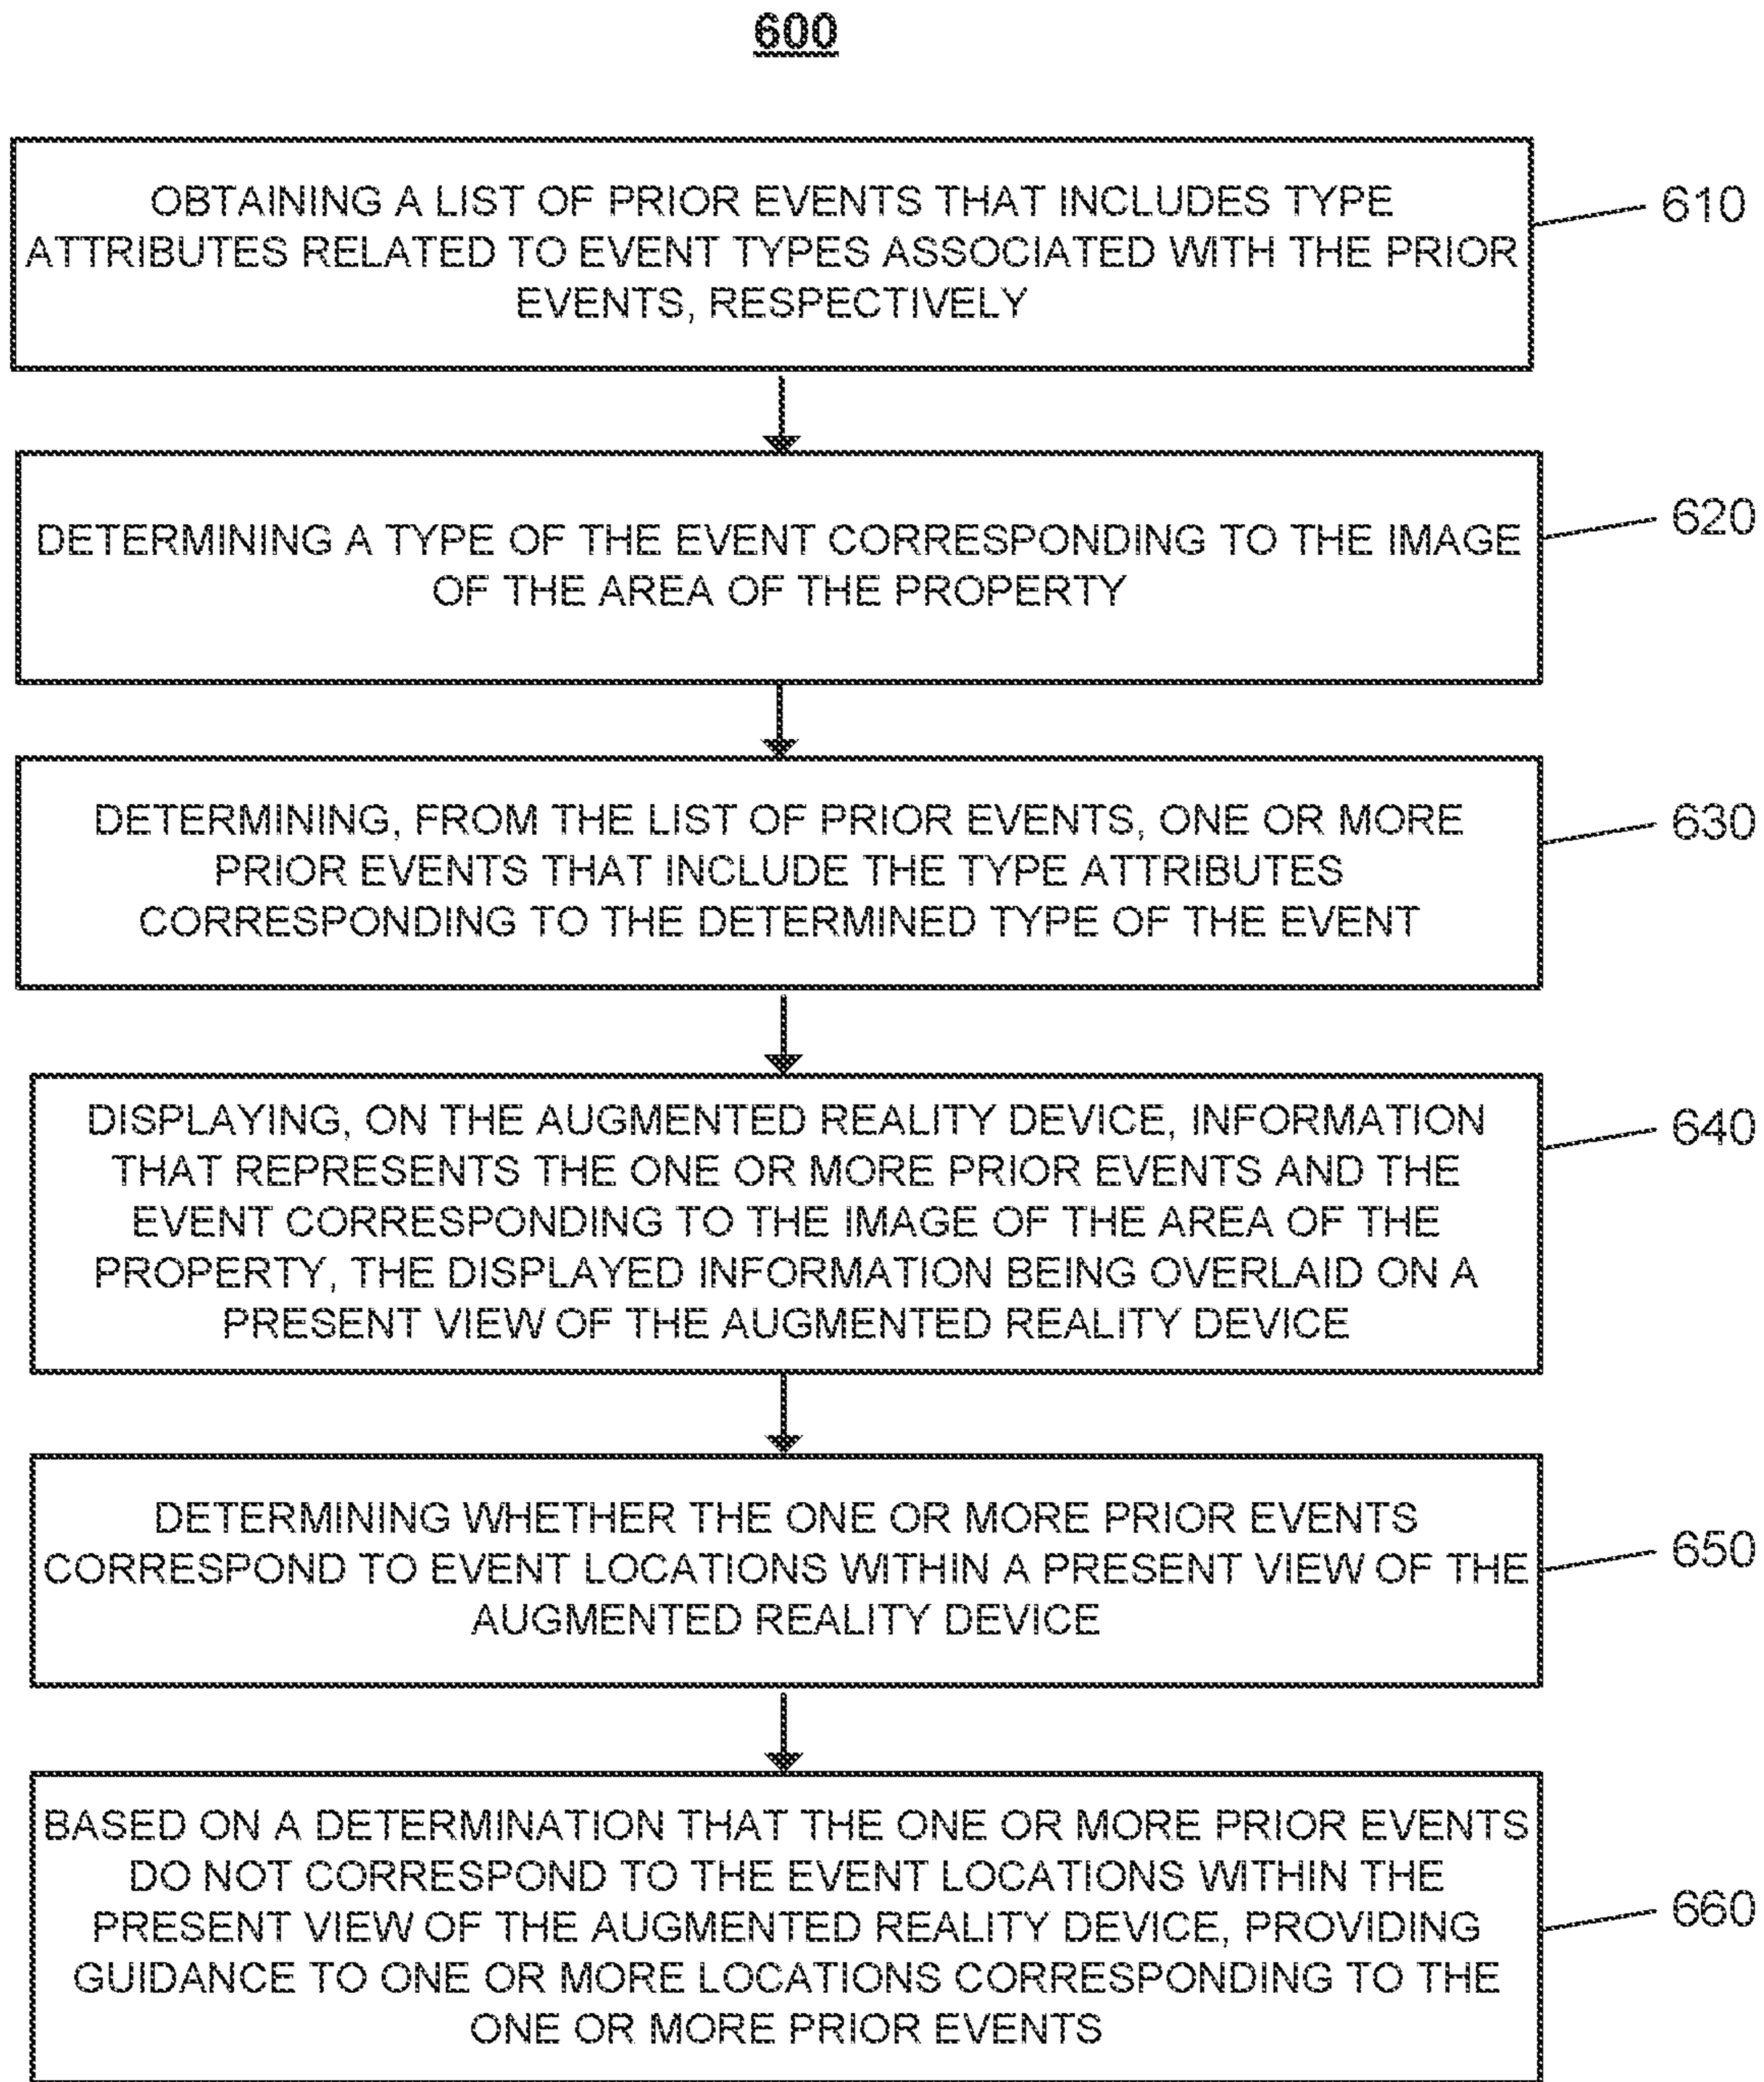 600
OBTAINING A LIST OF PRIOR EVENTS THAT INCLUDES TYPE
ATTRIBUTES RELATED TO EVENT TYPES ASSOCIATED WITH THE PRIOR
EVENTS, RESPECTIVELY
610
DETERMINING A TYPE OF THE EVENT CORRESPONDING TO THE IMAGE
OF THE AREA OF THE PROPERTY
620
DETERMINING, FROM THE LIST OF PRIOR EVENTS, ONE OR MORE
PRIOR EVENTS THAT INCLUDE THE TYPE ATTRIBUTES
CORRESPONDING TO THE DETERMINED TYPE OF THE EVENT
630
DISPLAYING, ON THE AUGMENTED REALITY DEVICE, INFORMATION
THAT REPRESENTS THE ONE OR MORE PRIOR EVENTS AND THE
EVENT CORRESPONDING TO THE IMAGE OF THE AREA OF THE
PROPERTY, THE DISPLAYED INFORMATION BEING OVERLAID ON A
PRESENT VIEW OF THE AUGMENTED REALITY DEVICE
640
DETERMINING WHETHER THE ONE OR MORE PRIOR EVENTS
CORRESPOND TO EVENT LOCATIONS WITHIN A PRESENT VIEW OF THE
AUGMENTED REALITY DEVICE
650
BASED ON A DETERMINATION THAT THE ONE OR MORE PRIOR EVENTS
DO NOT CORRESPOND TO THE EVENT LOCATIONS WITHIN THE
PRESENT VIEW OF THE AUGMENTED REALITY DEVICE, PROVIDING
GUIDANCE TO ONE OR MORE LOCATIONS CORRESPONDING TO THE
ONE OR MORE PRIOR EVENTS
660